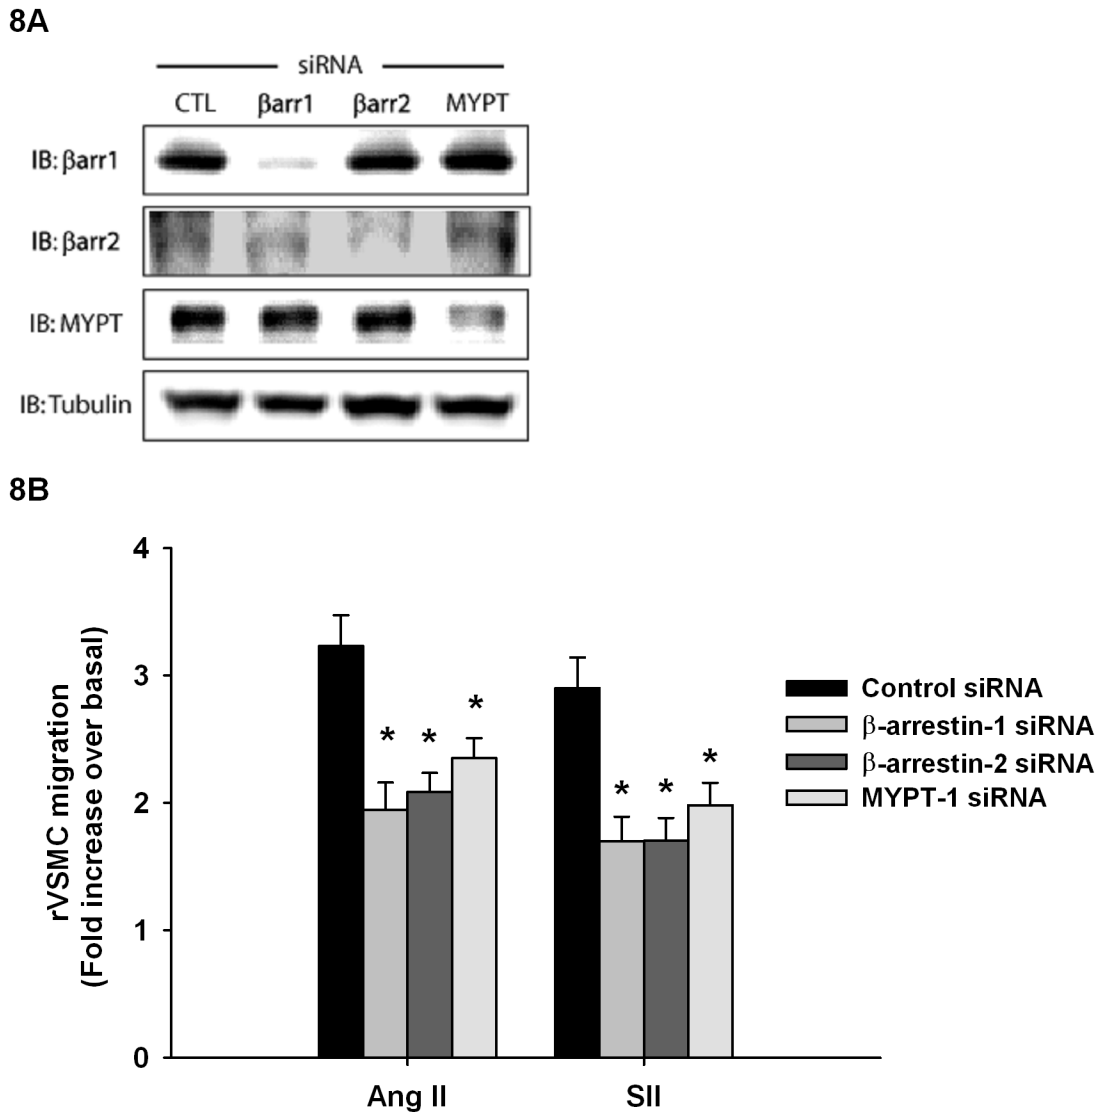 8A
siRNA
CTL βarr1 βarr2 MYPT
IB: βarr1
IB: βarr2
IB: MYPT
IB: Tubulin
8B
4
3
2
1
0
rVSMC migration
(Fold increase over basal)
* * *
* * *
Ang II SII
Control siRNA
β-arrestin-1 siRNA
β-arrestin-2 siRNA
MYPT-1 siRNA